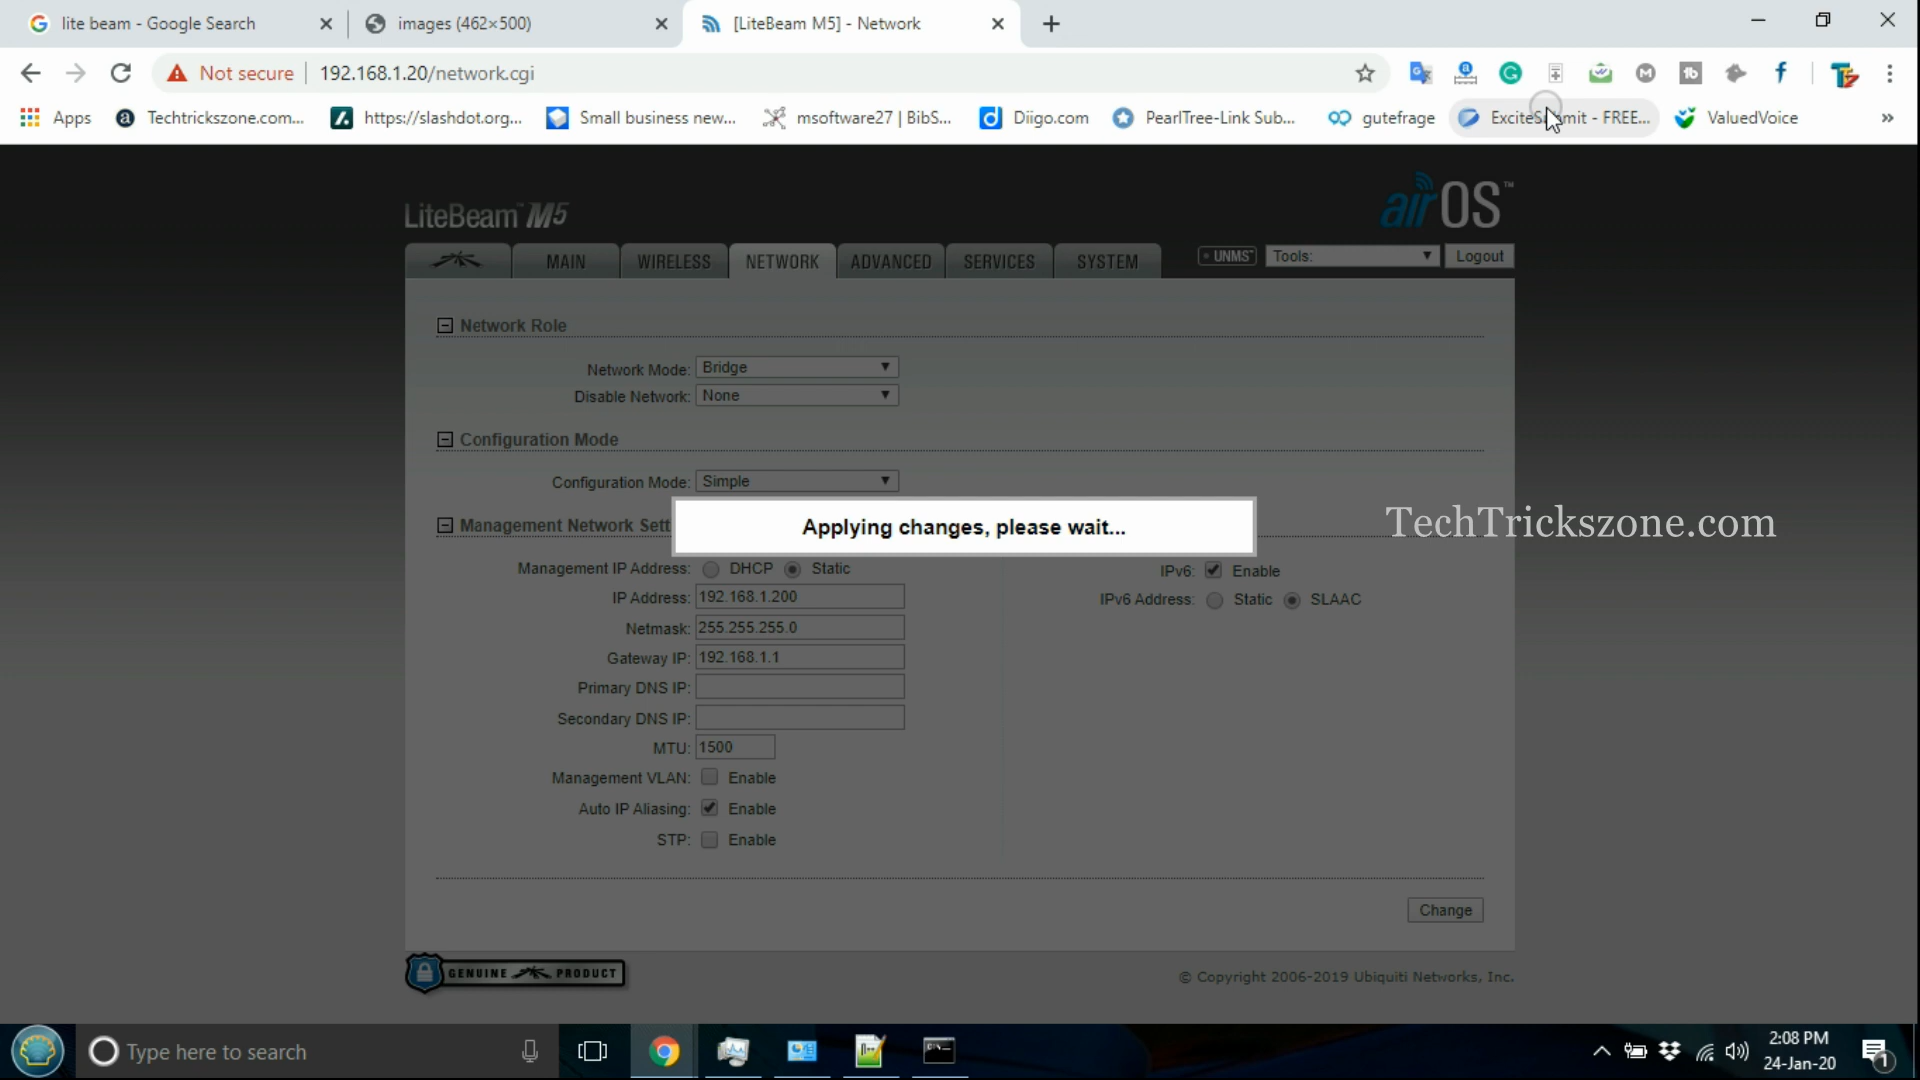 lite beam - Google Search
images (462×500)
[LiteBeam M5] - Network
Not secure
192.168.1.20/network.cgi
Apps
Techtrickszone.com...
https://slashdot.org...
Small business new...
msoftware27 | BibS...
Diigo.com
PearlTree-Link Sub...
gutefrage
ExciteSubmit - FREE...
ValuedVoice
»
LiteBeam™ M5
airOS™
MAIN
WIRELESS
NETWORK
ADVANCED
SERVICES
SYSTEM
UNMS™
Tools:
Logout
Network Role
Network Mode: Bridge
Disable Network: None
Configuration Mode
Configuration Mode: Simple
Management Network Sett
Applying changes, please wait...
TechTrickszone.com
Management IP Address: DHCP Static
IP Address: 192.168.1.200
Netmask: 255.255.255.0
Gateway IP: 192.168.1.1
Primary DNS IP:
Secondary DNS IP:
MTU: 1500
Management VLAN: Enable
Auto IP Aliasing: Enable
STP: Enable
IPv6: Enable
IPv6 Address: Static SLAAC
Change
GENUINE PRODUCT
© Copyright 2006-2019 Ubiquiti Networks, Inc.
Type here to search
2:08 PM
24-Jan-20
1